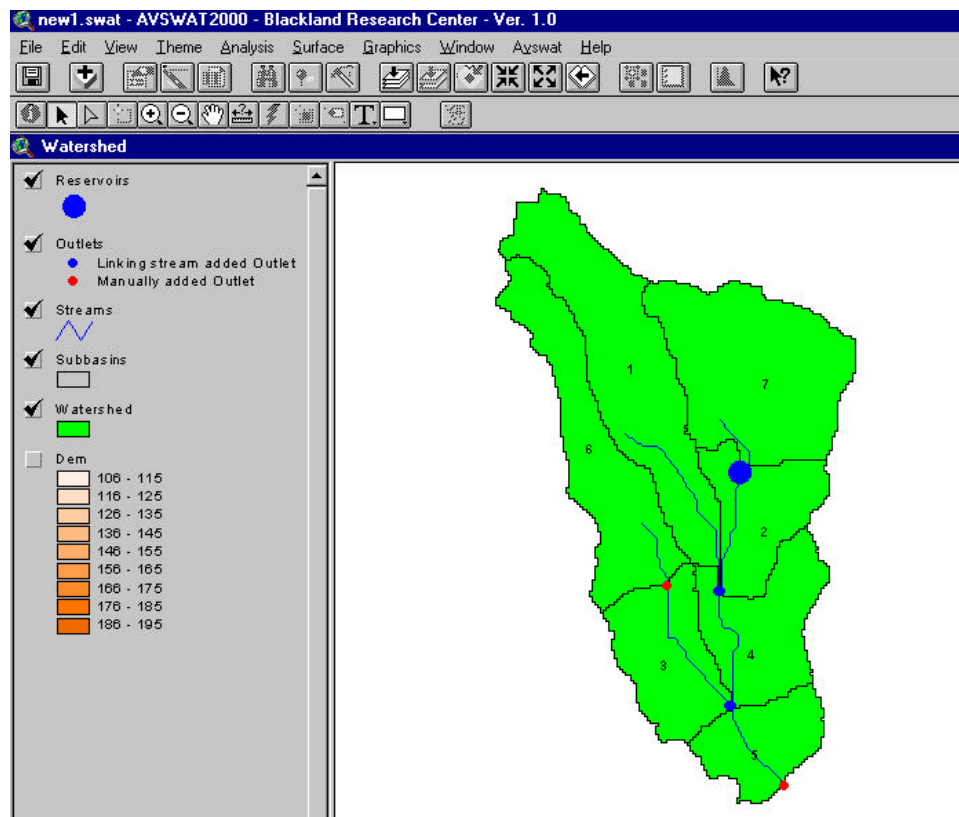 new1.swat - AVSWAT2000 - Blackland Research Center - Ver. 1.0
File Edit View Theme Analysis Surface Graphics Window Avswat Help
T
Watershed
Reservoirs
Outlets
Linking stream added Outlet
Manually added Outlet
Streams
Subbasins
Watershed
Dem
106 - 115
116 - 125
126 - 135
136 - 145
146 - 155
156 - 165
166 - 175
176 - 185
186 - 195
1
7
6
2
4
3
5